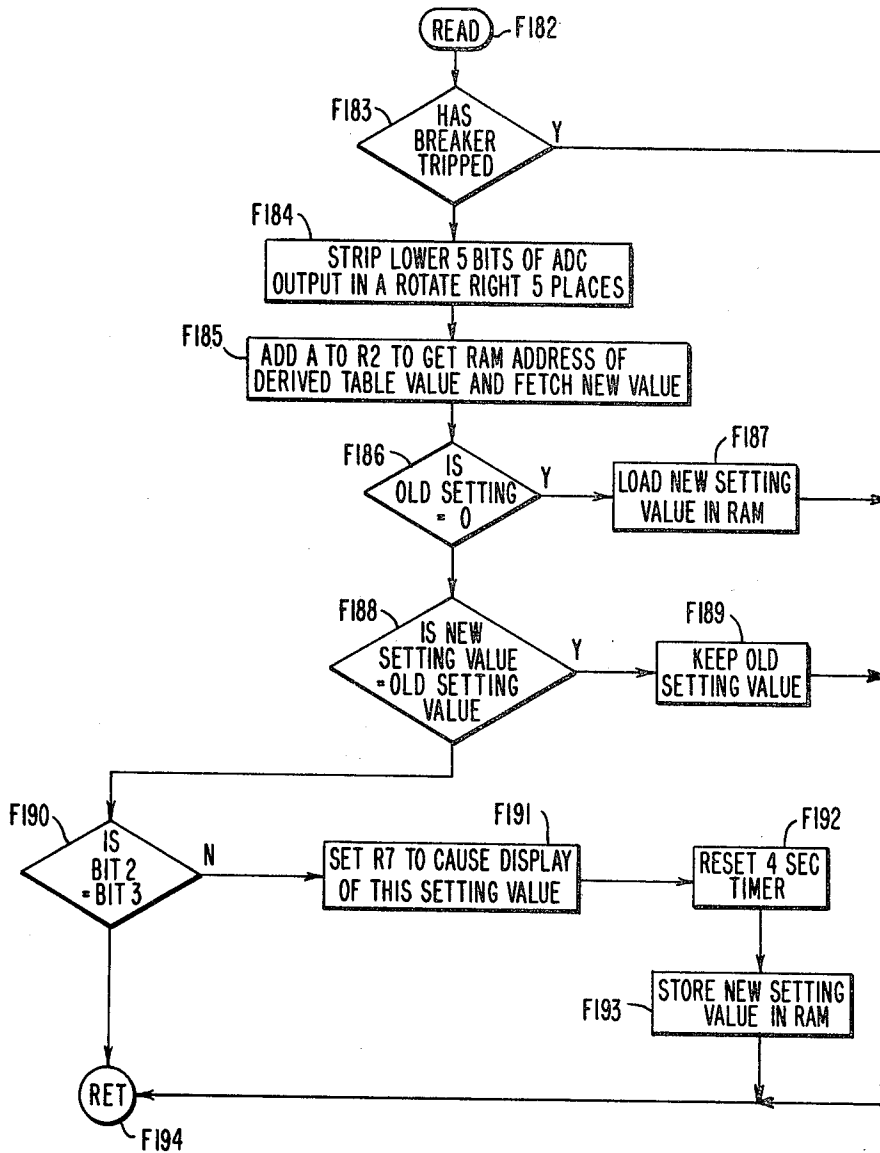 READ
F182
F183
HAS
BREAKER
TRIPPED
Y
F184
STRIP LOWER 5 BITS OF ADC
OUTPUT IN A ROTATE RIGHT 5 PLACES
F185
ADD A TO R2 TO GET RAM ADDRESS OF
DERIVED TABLE VALUE AND FETCH NEW VALUE
F186
IS
OLD SETTING
= 0
Y
F187
LOAD NEW SETTING
VALUE IN RAM
F188
IS NEW
SETTING VALUE
=OLD SETTING
VALUE
Y
F189
KEEP OLD
SETTING VALUE
F190
IS
BIT 2
=BIT 3
N
F191
SET R7 TO CAUSE DISPLAY
OF THIS SETTING VALUE
F192
RESET 4 SEC
TIMER
F193
STORE NEW SETTING
VALUE IN RAM
RET
F194